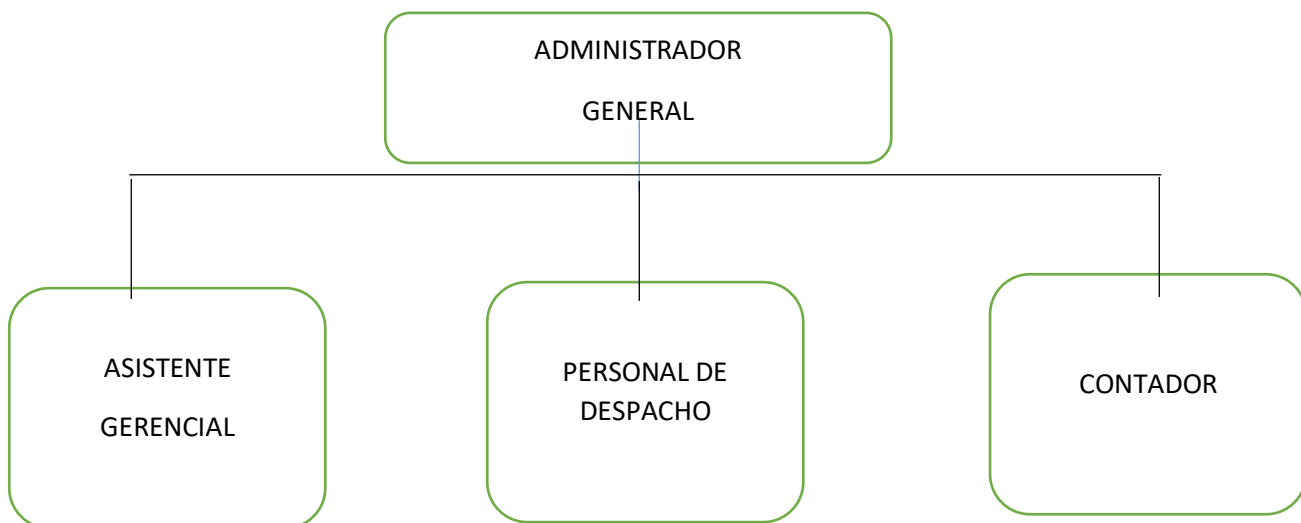 ADMINISTRADOR
GENERAL
ASISTENTE
GERENCIAL
PERSONAL DE
DESPACHO
CONTADOR